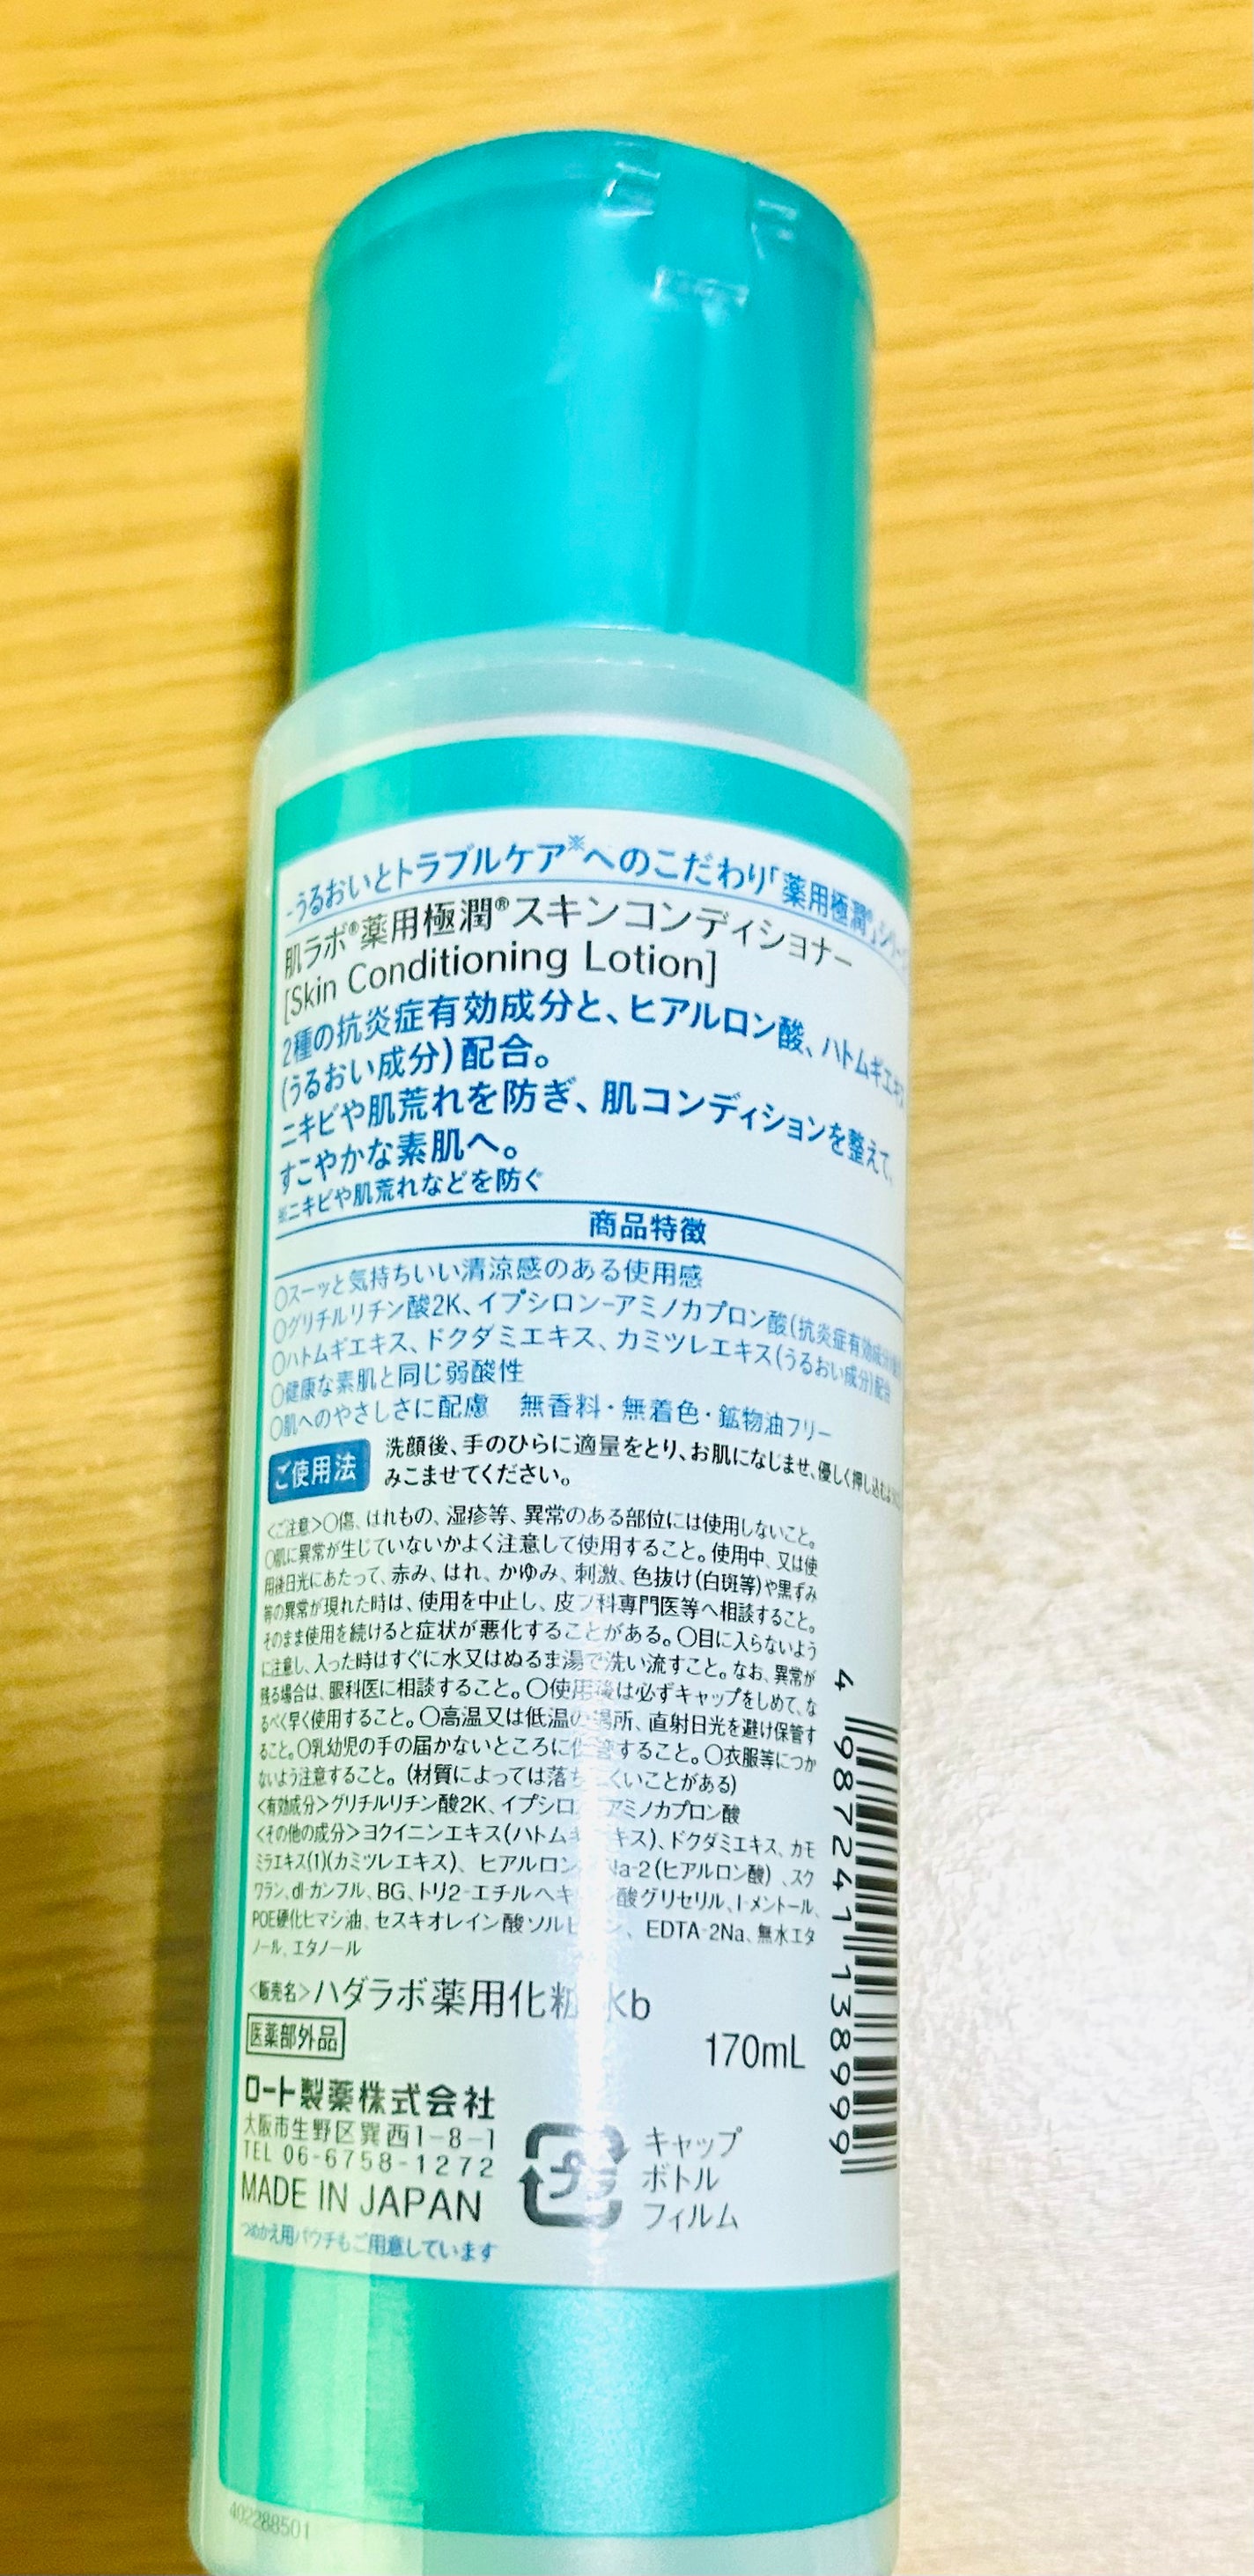 -うるおいとトラブルケア※へのこだわり「薬用極潤®」シリーズ
肌ラボ®薬用極潤®スキンコンディショナー
[Skin Conditioning Lotion]
2種の抗炎症有効成分と、ヒアルロン酸、ハトムギエキス
(うるおい成分)配合。
ニキビや肌荒れを防ぎ、肌コンディションを整えて、
すこやかな素肌へ。
※ニキビや肌荒れなどを防ぐ
商品特徴
○スーッと気持ちいい清涼感のある使用感
○グリチルリチン酸2K、イプシロン-アミノカプロン酸(抗炎症有効成分)
○ハトムギエキス、ドクダミエキス、カミツレエキス(うるおい成分)配合
○健康な素肌と同じ弱酸性
○肌へのやさしさに配慮 無香料・無着色・鉱物油フリー
ご使用法 洗顔後、手のひらに適量をとり、お肌になじませ、優しく押し込む
みこませてください。
<ご注意>○傷、はれもの、湿疹等、異常のある部位には使用しないこと。
○肌に異常が生じていないかよく注意して使用すること。使用中、又は使
用後日光にあたって、赤み、はれ、かゆみ、刺激、色抜け(白斑等)や黒ずみ
等の異常が現れた時は、使用を中止し、皮フ科専門医等へ相談すること。
そのまま使用を続けると症状が悪化することがある。○目に入らないよう
に注意し、入った時はすぐに水又はぬるま湯で洗い流すこと。なお、異常が
残る場合は、眼科医に相談すること。○使用後は必ずキャップをしめて、な
るべく早く使用すること。○高温又は低温の場所、直射日光を避け保管す
ること。○乳幼児の手の届かないところに保管すること。○衣服等につか
ないよう注意すること。(材質によっては落ちにくいことがある)
<有効成分>グリチルリチン酸2K、イプシロン-アミノカプロン酸
<その他の成分>ヨクイニンエキス(ハトムギエキス)、ドクダミエキス、カモ
ミラエキス(1)(カミツレエキス)、ヒアルロン酸Na-2(ヒアルロン酸)、スク
ワラン、dl-カンフル、BG、トリ2-エチルヘキサン酸グリセリル、l-メントール、
POE硬化ヒマシ油、セスキオレイン酸ソルビタン、EDTA-2Na、無水エタ
ノール、エタノール
<販売名>ハダラボ薬用化粧水b
医薬部外品
170mL
ロート製薬株式会社
大阪市生野区巽西1-8-1
TEL 06-6758-1272
MADE IN JAPAN
つめかえ用パウチもご用意しています
プラ
キャップ
ボトル
フィルム
4 987241 138999
402288501